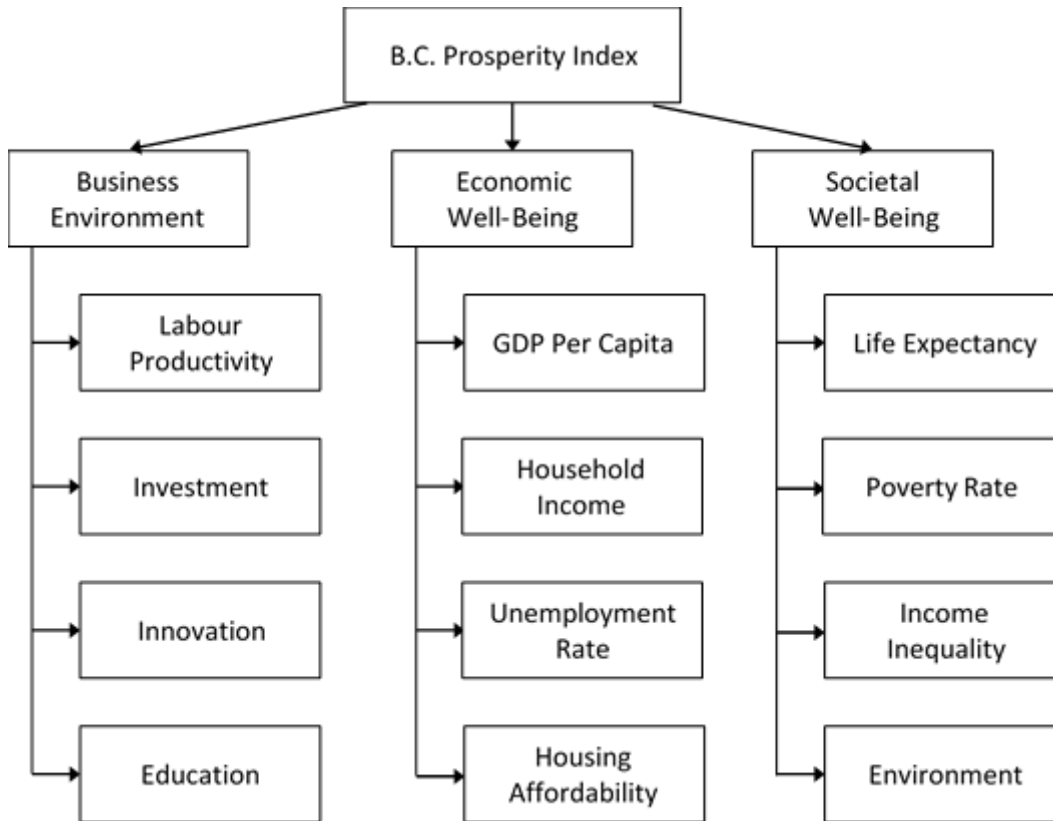 B.C. Prosperity Index
Business
Environment
Economic
Well-Being
Societal
Well-Being
Labour
Productivity
GDP Per Capita
Life Expectancy
Investment
Household
Income
Poverty Rate
Innovation
Unemployment
Rate
Income
Inequality
Education
Housing
Affordability
Environment